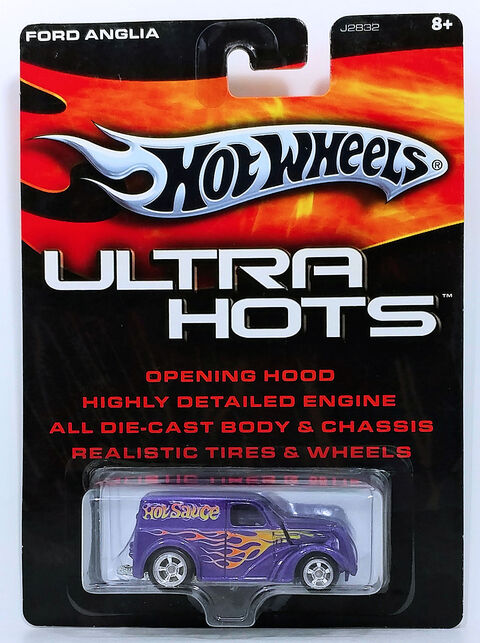 FORD ANGLIA
J2832
8+
HOT WHEELS®
ULTRA
HOTS™
OPENING HOOD
HIGHLY DETAILED ENGINE
ALL DIE-CAST BODY & CHASSIS
REALISTIC TIRES & WHEELS
HOT SAUCE